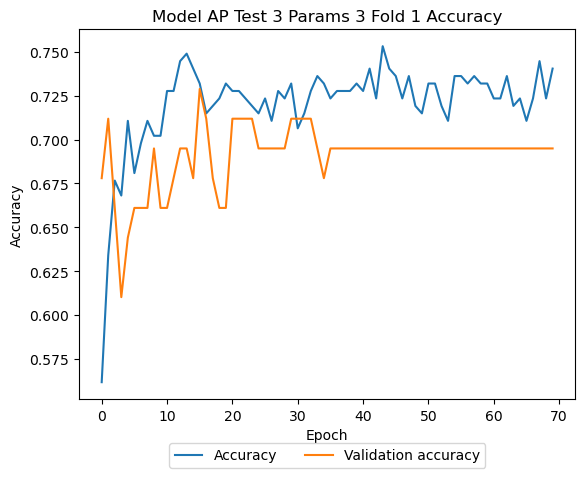 Model AP Test 3 Params 3 Fold 1 Accuracy
0.750
0.725
0.700
0.675
0.650
0.625
0.600
0.575
Accuracy
0 10 20 30 40 50 60 70
Epoch
Accuracy Validation accuracy